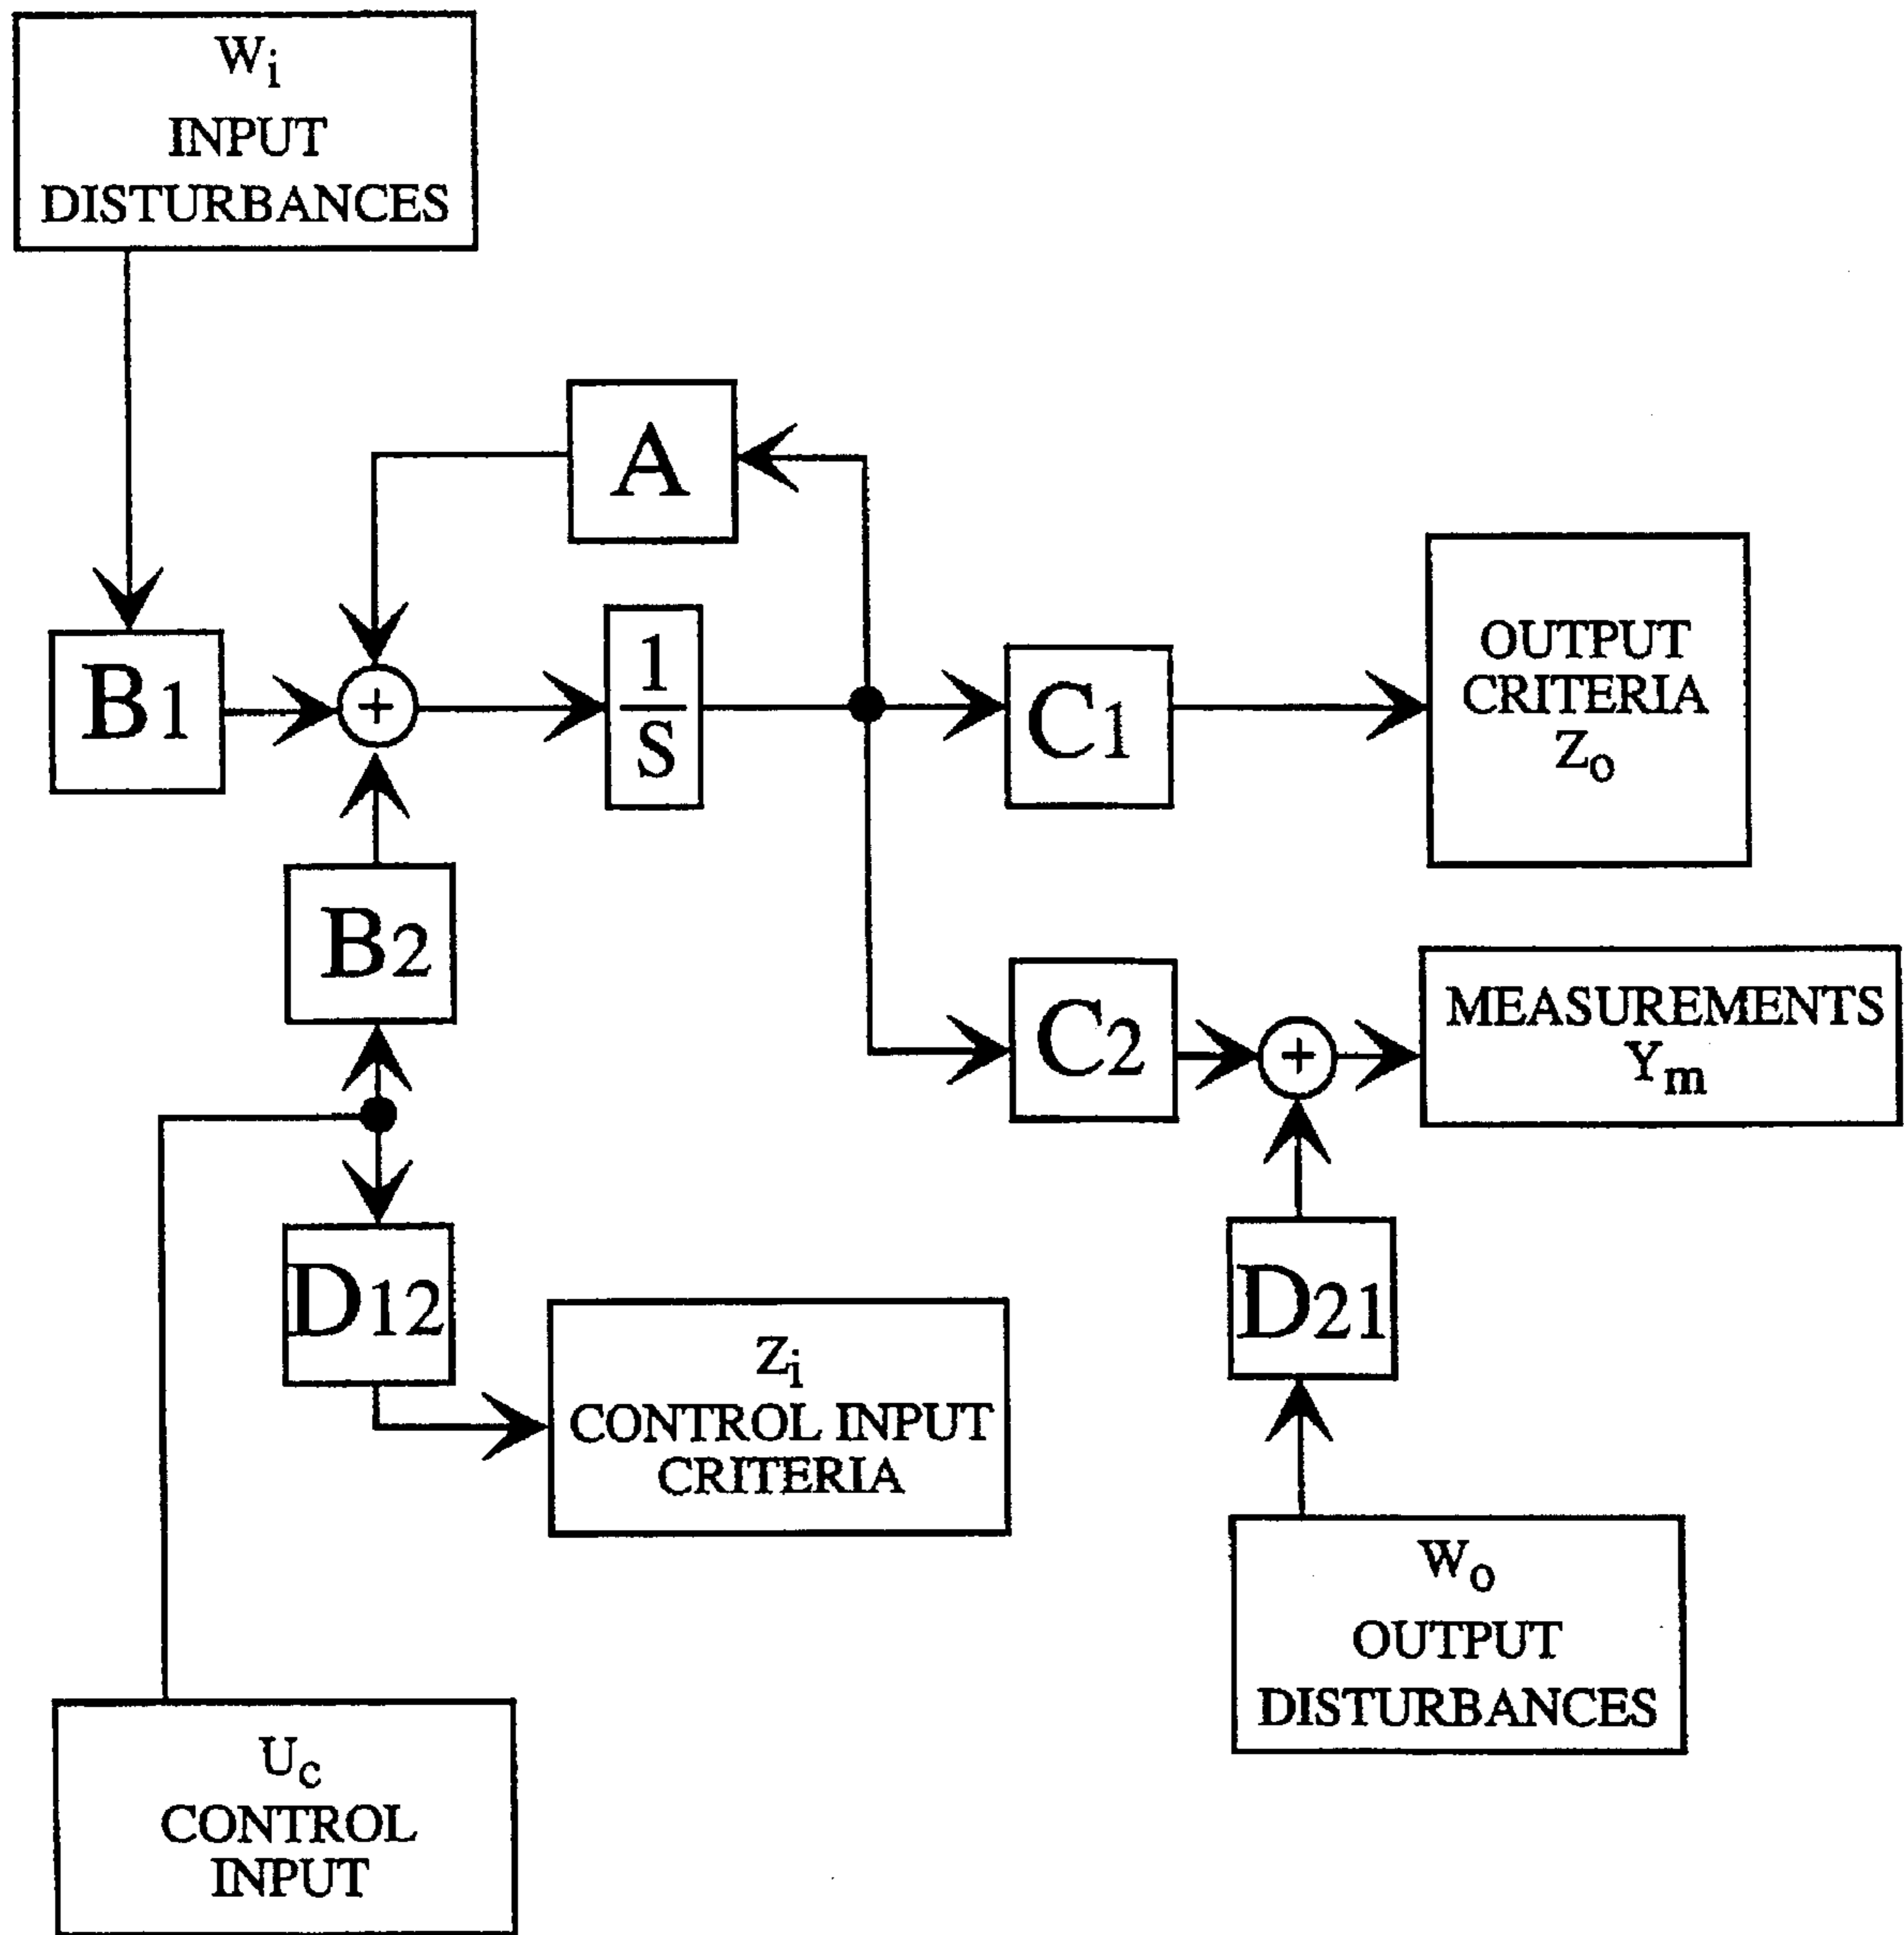 Wi
INPUT
DISTURBANCES
A
B1
+
1
S
C1
OUTPUT
CRITERIA
Zo
B2
C2
+
MEASUREMENTS
Ym
D12
D21
Zi
CONTROL INPUT
CRITERIA
Wo
OUTPUT
DISTURBANCES
Uc
CONTROL
INPUT